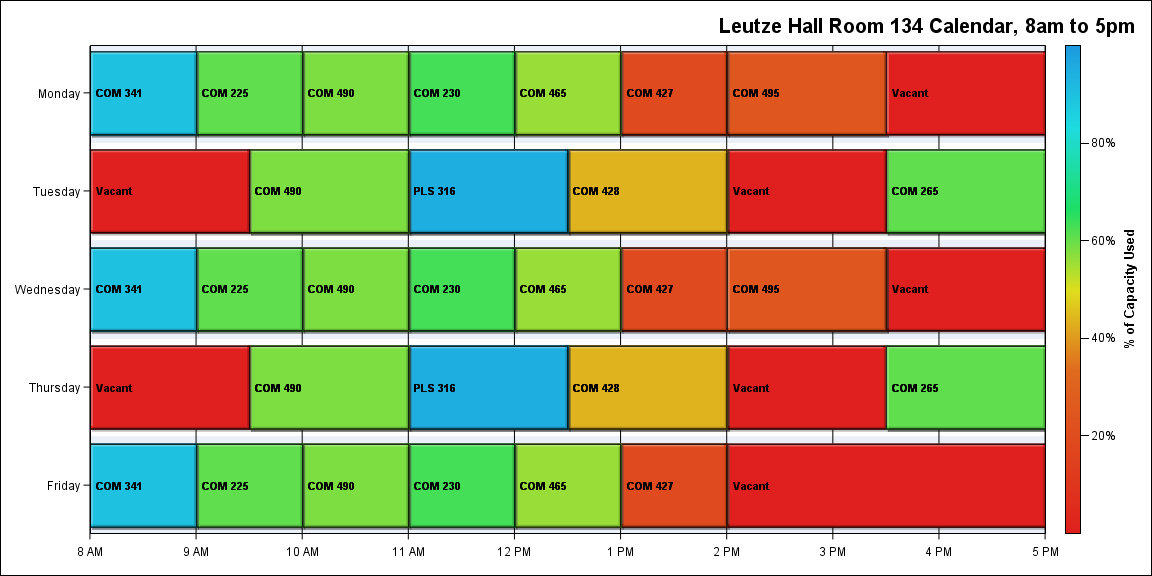 Leutze Hall Room 134 Calendar, 8am to 5pm
Monday
COM 341
COM 225
COM 490
COM 230
COM 465
COM 427
COM 495
Vacant
Tuesday
Vacant
COM 490
PLS 316
COM 428
Vacant
COM 265
Wednesday
COM 341
COM 225
COM 490
COM 230
COM 465
COM 427
COM 495
Vacant
Thursday
Vacant
COM 490
PLS 316
COM 428
Vacant
COM 265
Friday
COM 341
COM 225
COM 490
COM 230
COM 465
COM 427
Vacant
8 AM
9 AM
10 AM
11 AM
12 PM
1 PM
2 PM
3 PM
4 PM
5 PM
80%
60%
40%
20%
% of Capacity Used